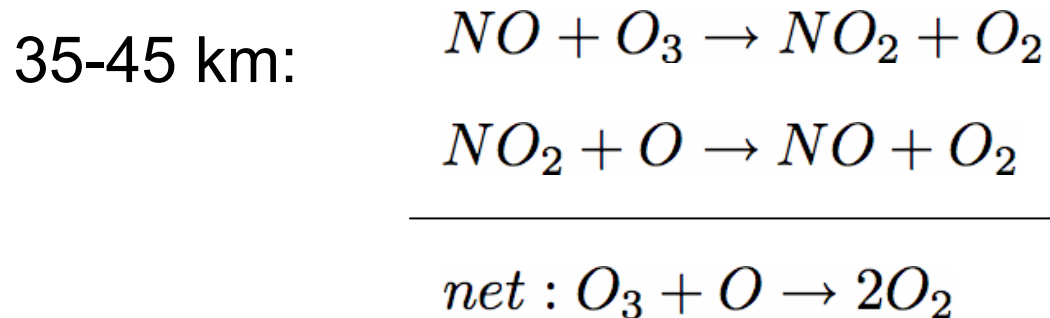 35-45 km: NO + O₃ → NO₂ + O₂
NO₂ + O → NO + O₂
net : O₃ + O → 2O₂